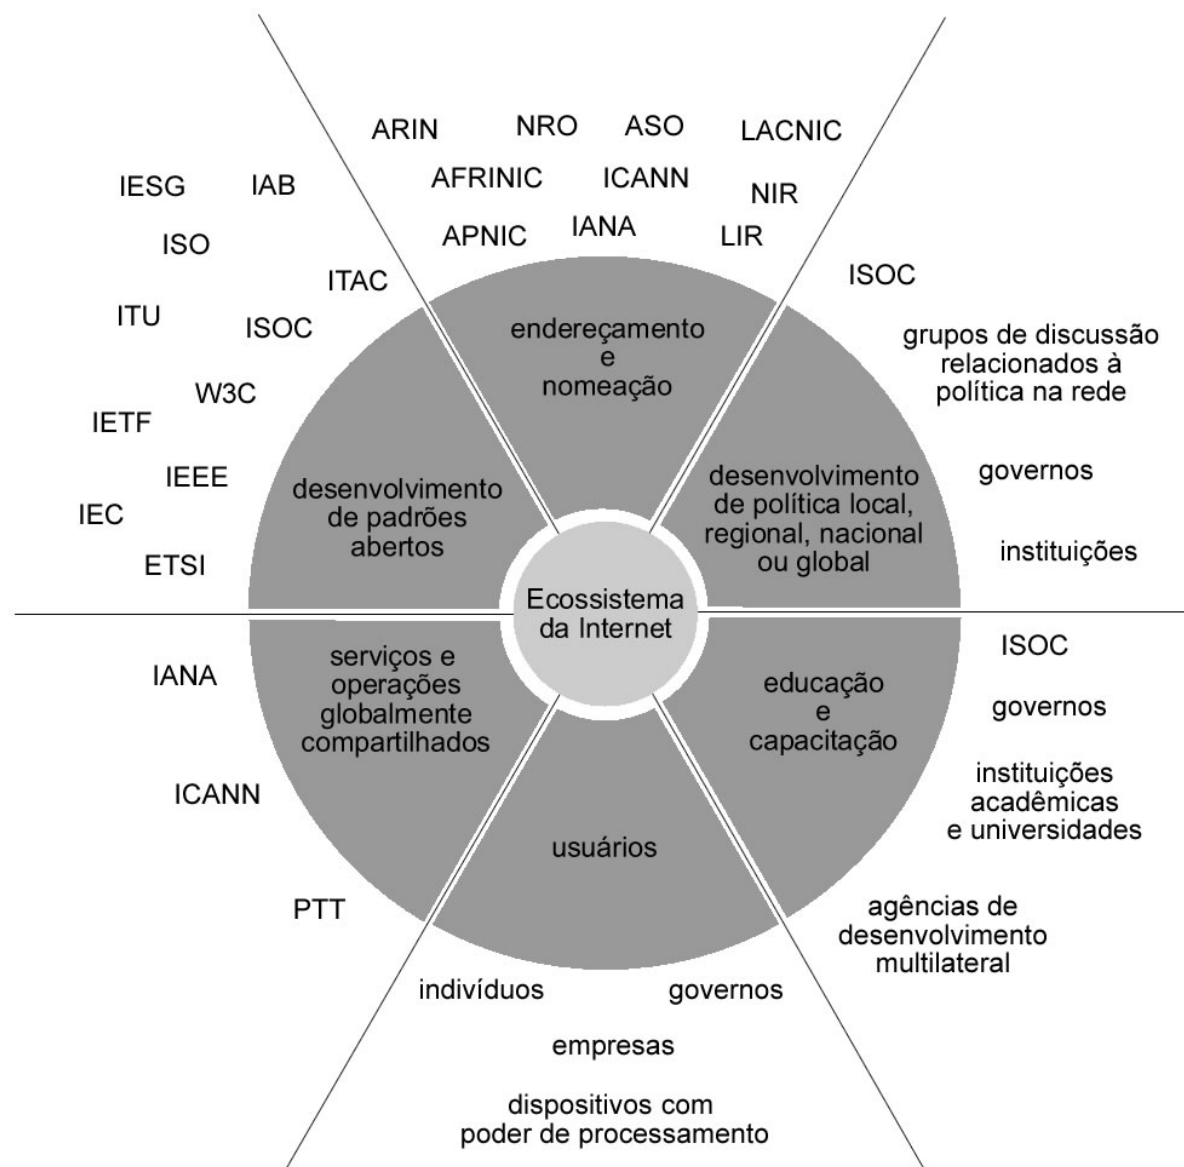 ARIN
NRO
ASO
LACNIC
AFRINIC
ICANN
NIR
APNIC
IANA
LIR
IESG
IAB
ISO
ITAC
ITU
ISOC
W3C
IETF
IEEE
IEC
ETSI
ISOC
grupos de discussão
relacionados à
política na rede
governos
instituições
endereçamento
e
nomeação
desenvolvimento
de padrões
abertos
desenvolvimento
de política local,
regional, nacional
ou global
Ecossistema
da Internet
serviços e
operações
globalmente
compartilhados
educação
e
capacitação
usuários
IANA
ICANN
PTT
ISOC
governos
instituições
acadêmicas
e universidades
agências de
desenvolvimento
multilateral
indivíduos
governos
empresas
dispositivos com
poder de processamento